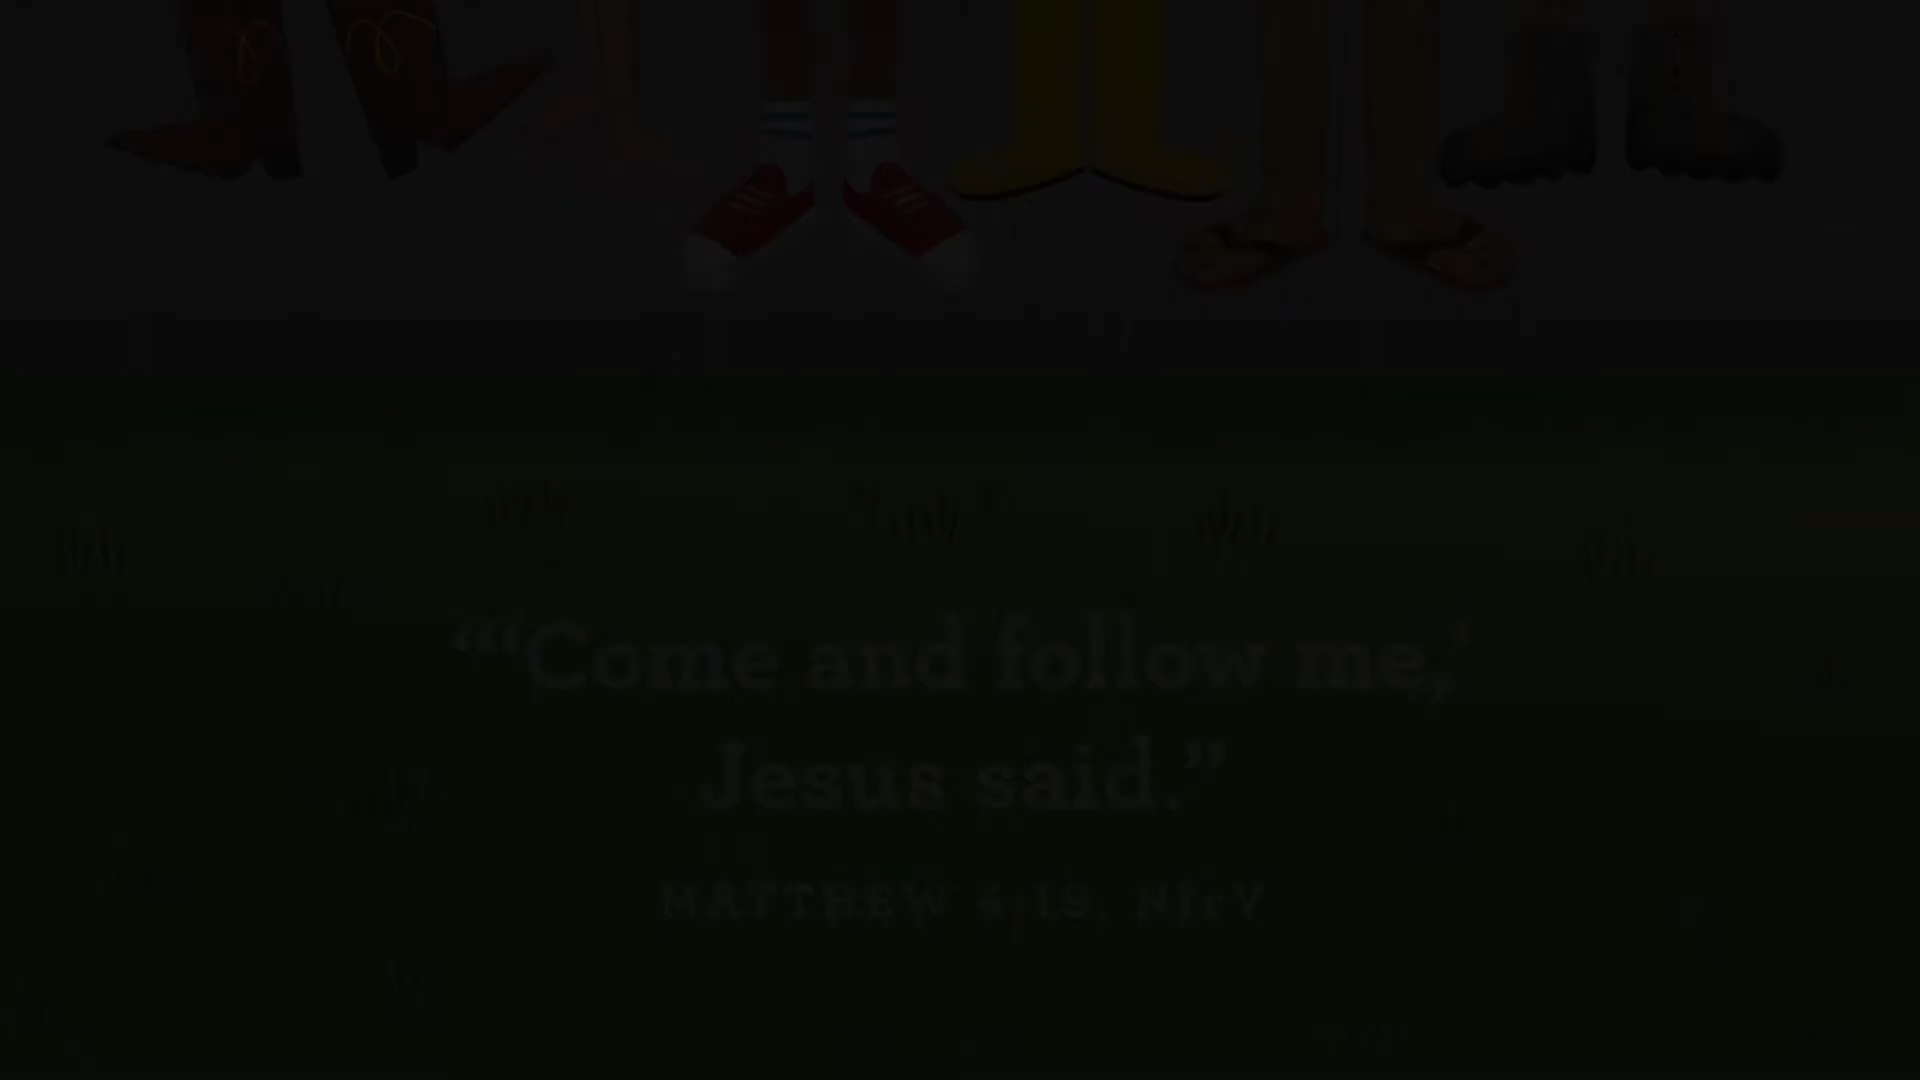 “‘Come and follow me,’
Jesus said.”
MATTHEW 4:19, NIrV